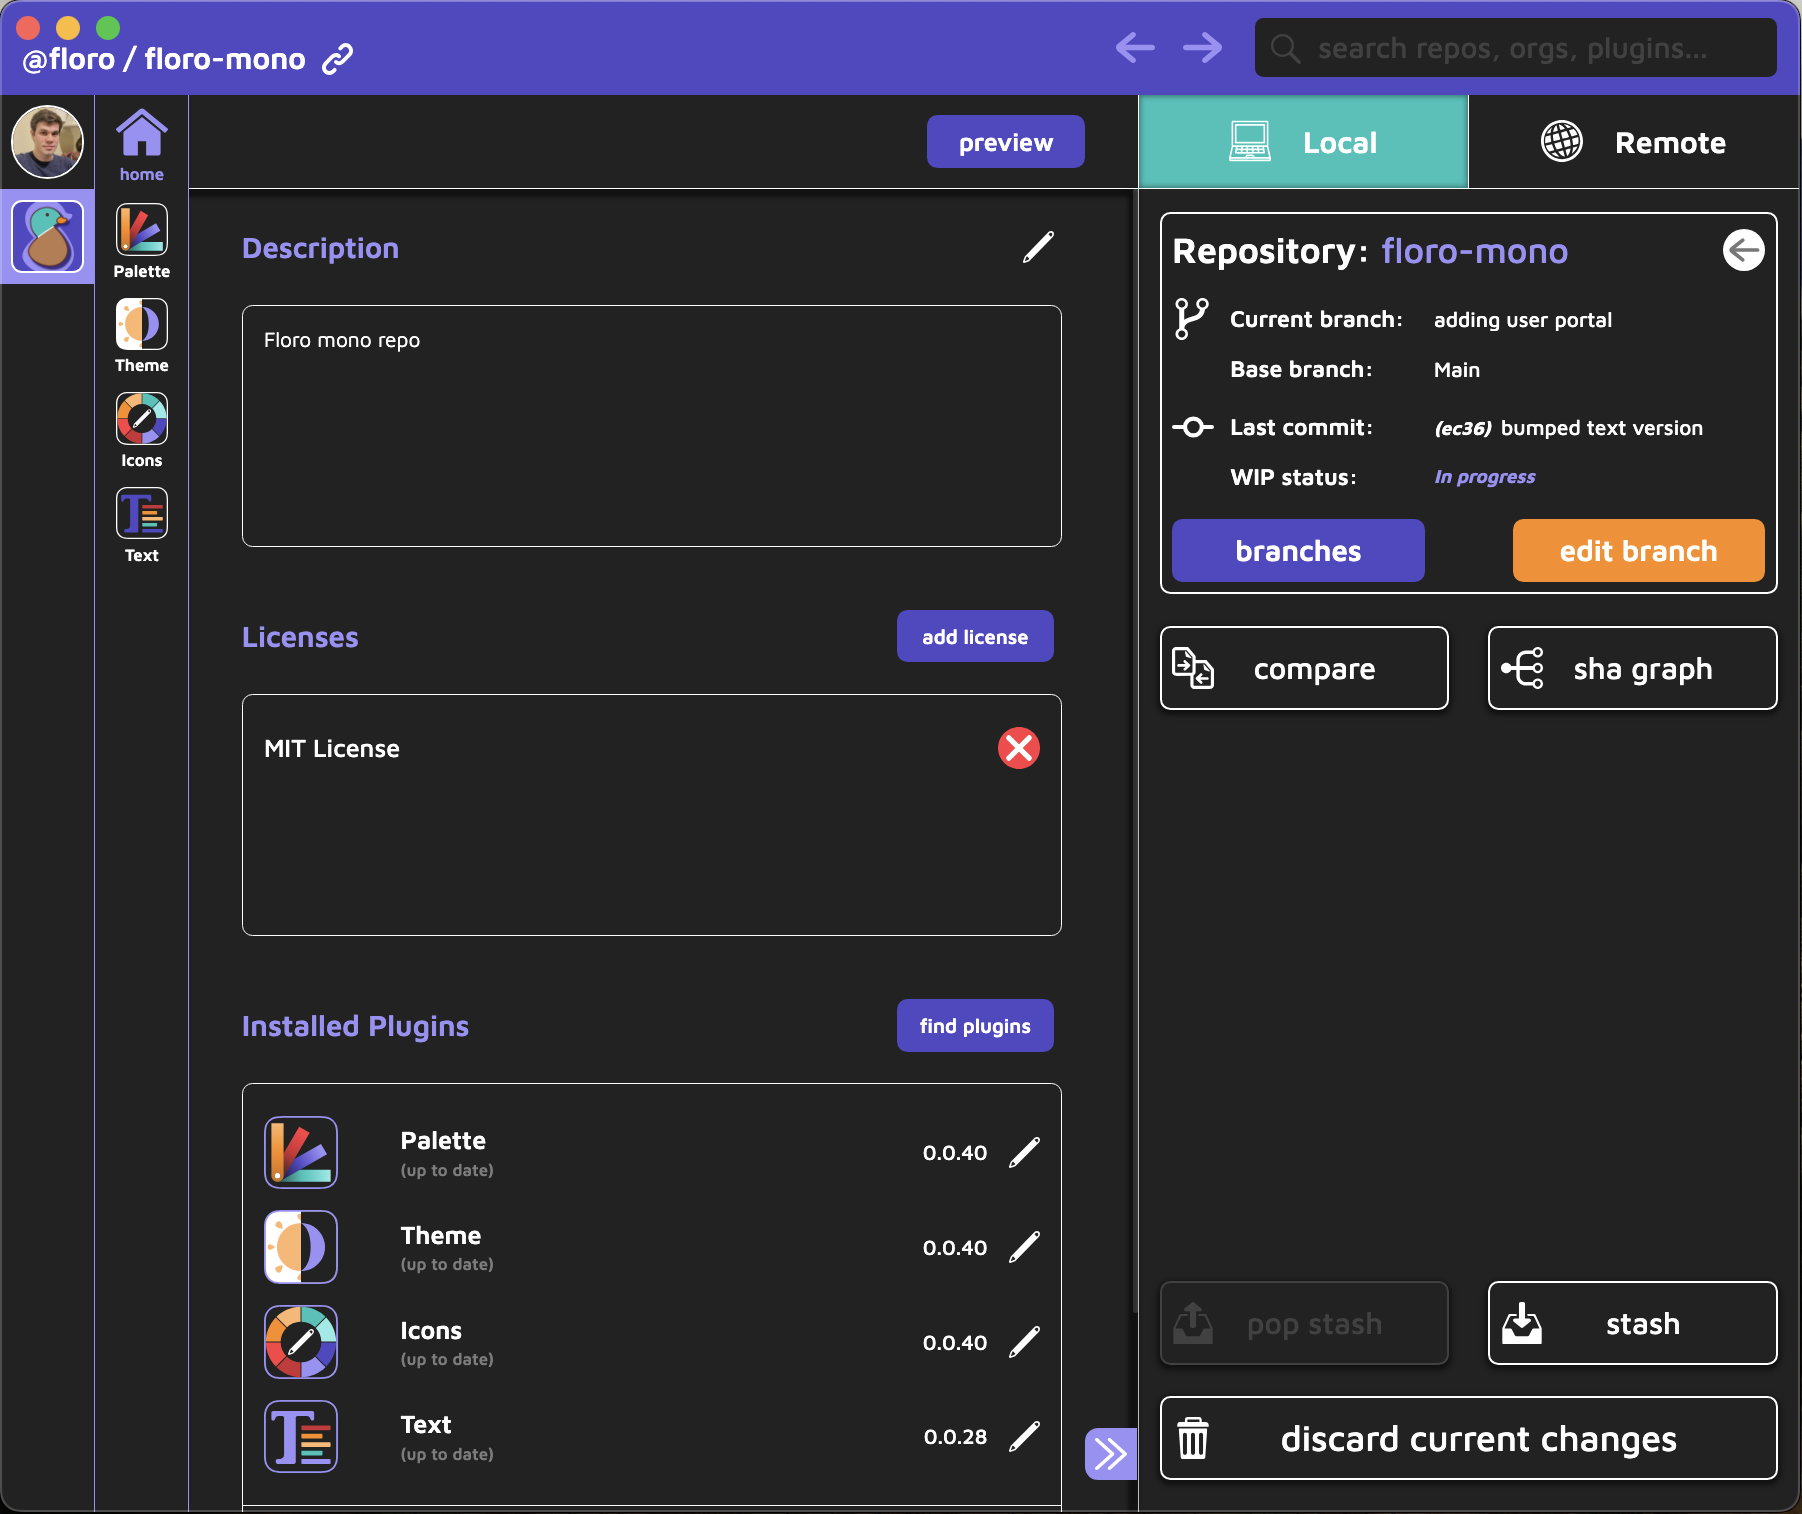 @floro / floro-mono
search repos, orgs, plugins...
home
Palette
Theme
Icons
Text
preview
Description
Floro mono repo
Licenses
add license
MIT License
Installed Plugins
find plugins
Palette
(up to date)
0.0.40
Theme
(up to date)
0.0.40
Icons
(up to date)
0.0.40
Text
(up to date)
0.0.28
Local
Remote
Repository: floro-mono
Current branch: adding user portal
Base branch: Main
Last commit: (ec36) bumped text version
WIP status: In progress
branches
edit branch
compare
sha graph
pop stash
stash
discard current changes